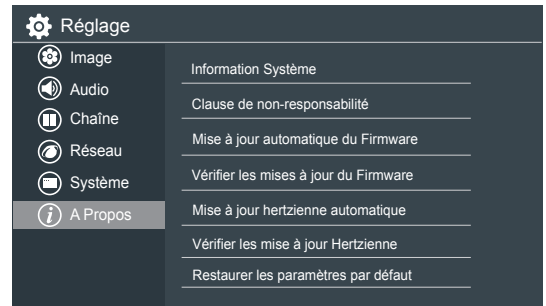 Réglage
Image
Audio
Chaîne
Réseau
Système
A Propos
Information Système
Clause de non-responsabilité
Mise à jour automatique du Firmware
Vérifier les mises à jour du Firmware
Mise à jour hertzienne automatique
Vérifier les mise à jour Hertzienne
Restaurer les paramètres par défaut